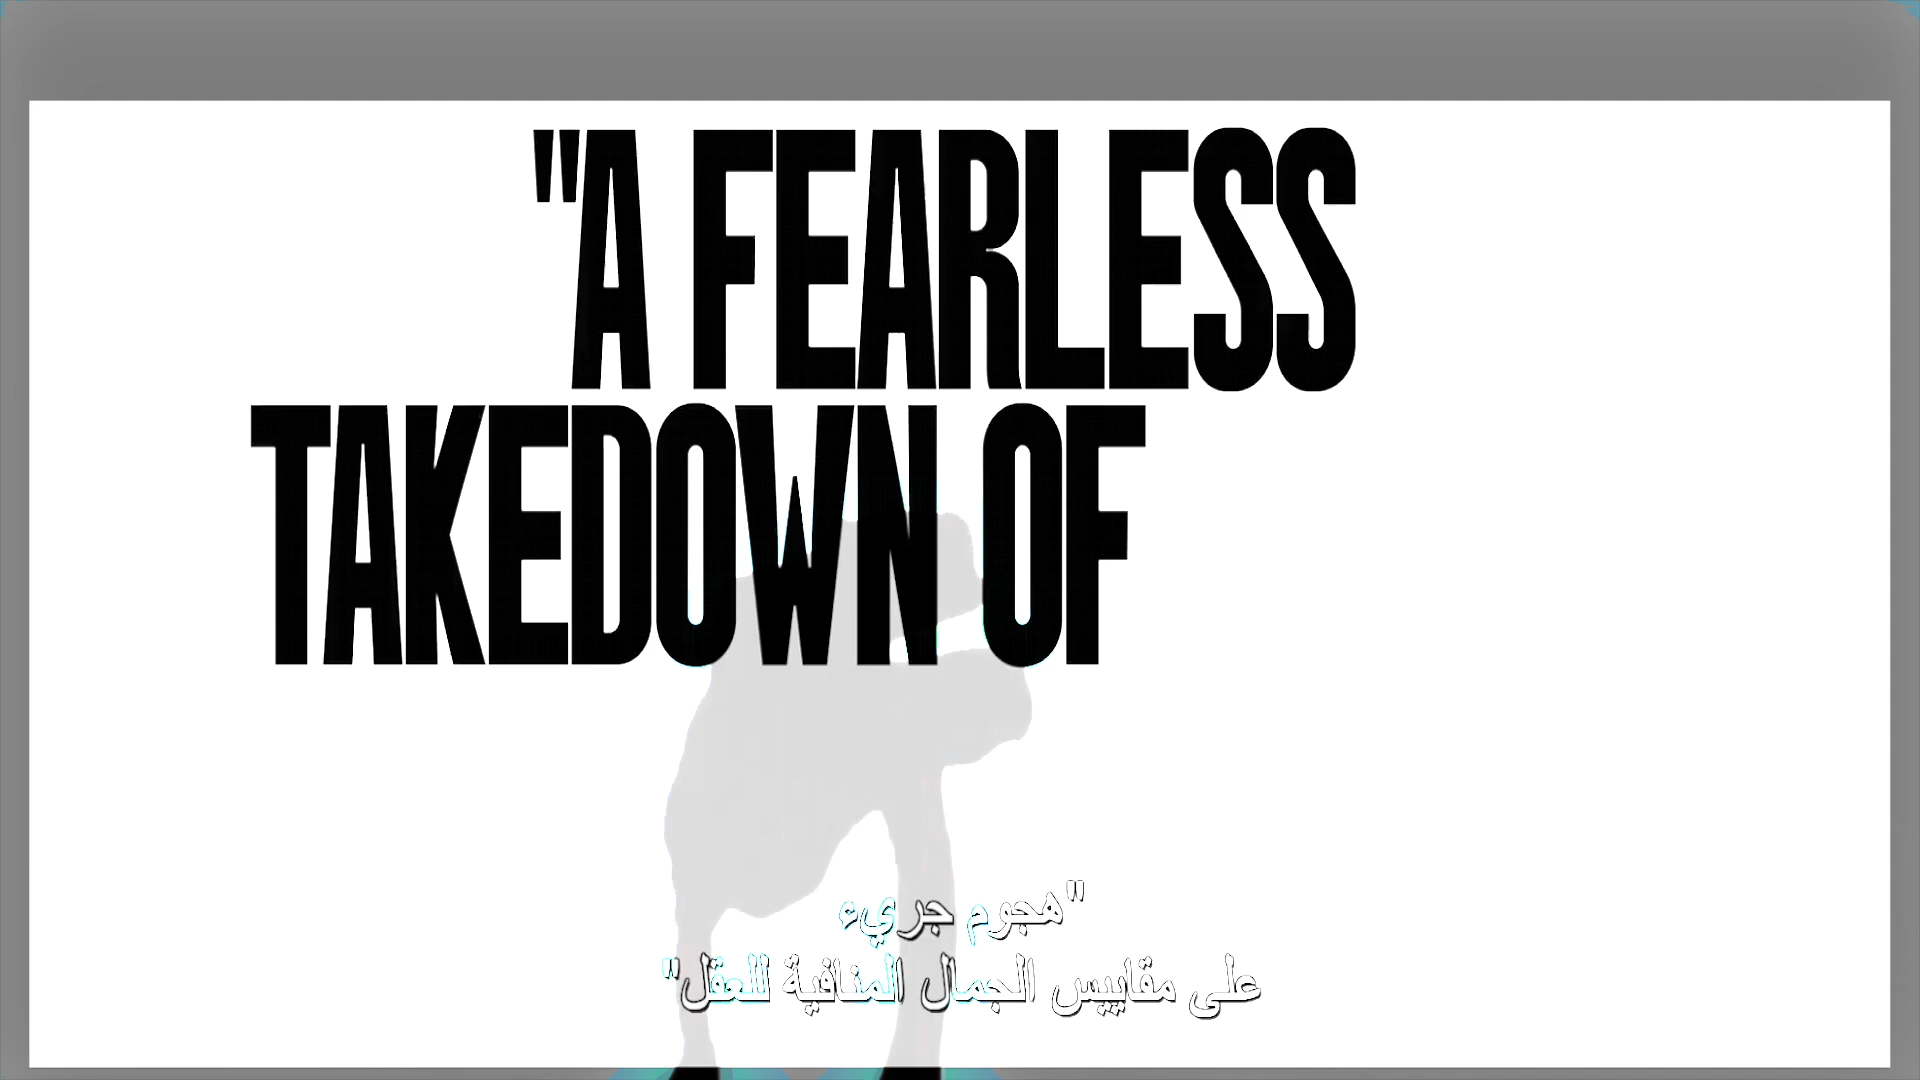 "A FEARLESS
TAKEDOWN OF
"هجوم جريء
على مقاييس الجمال المنافية للعقل"